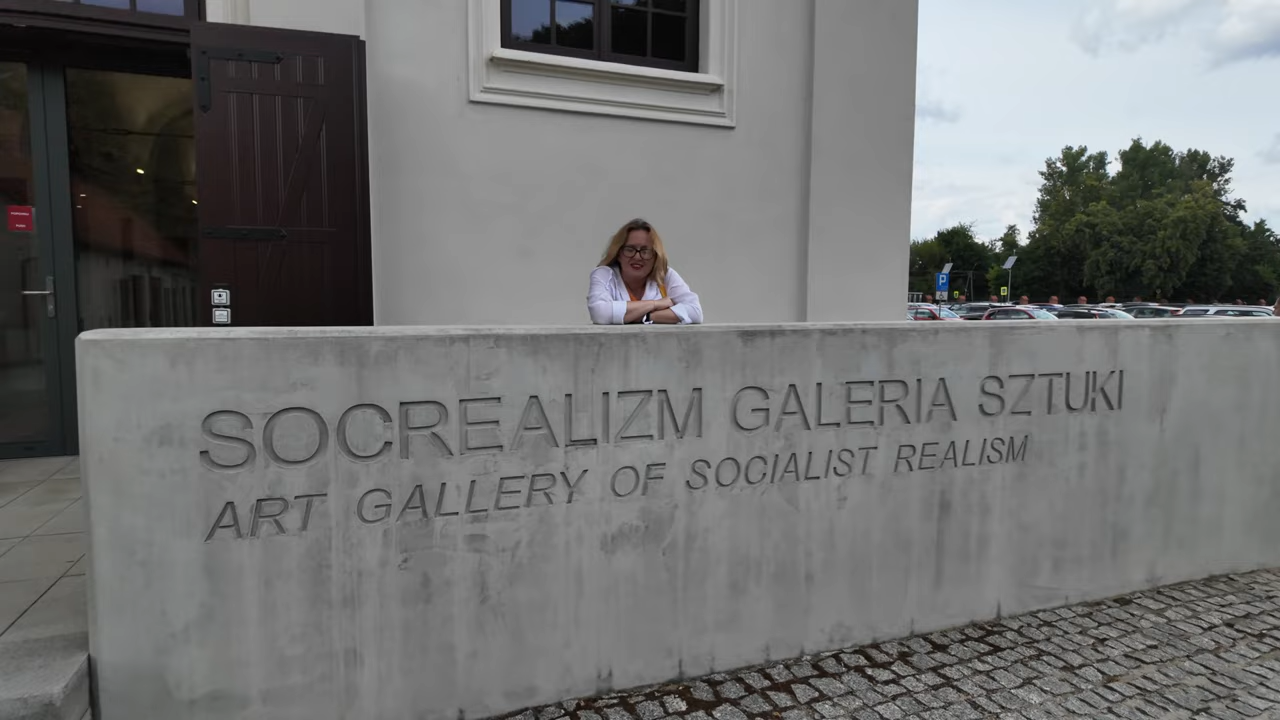 SOCREALIZM GALERIA SZTUKI
ART GALLERY OF SOCIALIST REALISM
P